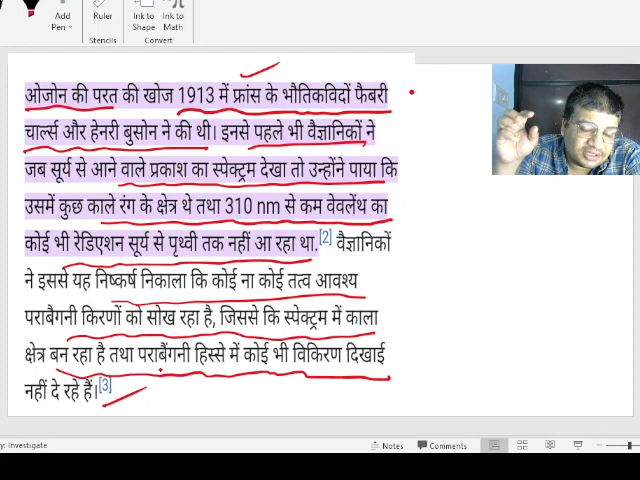 Add
Pen
Ruler
Ink to
Shape
Ink to
Math
Stencils
Convert
ओजोन की परत की खोज 1913 में फ्रांस के भौतिकविदों फैबरी
चार्ल्स और हेनरी बुसोन ने की थी। इनसे पहले भी वैज्ञानिकों ने
जब सूर्य से आने वाले प्रकाश का स्पेक्ट्रम देखा तो उन्होंने पाया कि
उसमें कुछ काले रंग के क्षेत्र थे तथा 310 nm से कम वेवलेंथ का
कोई भी रेडिएशन सूर्य से पृथ्वी तक नहीं आ रहा था.[2] वैज्ञानिकों
ने इससे यह निष्कर्ष निकाला कि कोई ना कोई तत्व आवश्य
पराबैगनी किरणों को सोख रहा है, जिससे कि स्पेक्ट्रम में काला
क्षेत्र बन रहा है तथा पराबैंगनी हिस्से में कोई भी विकिरण दिखाई
नहीं दे रहे हैं।[3]
ty: Investigate
Notes
Comments